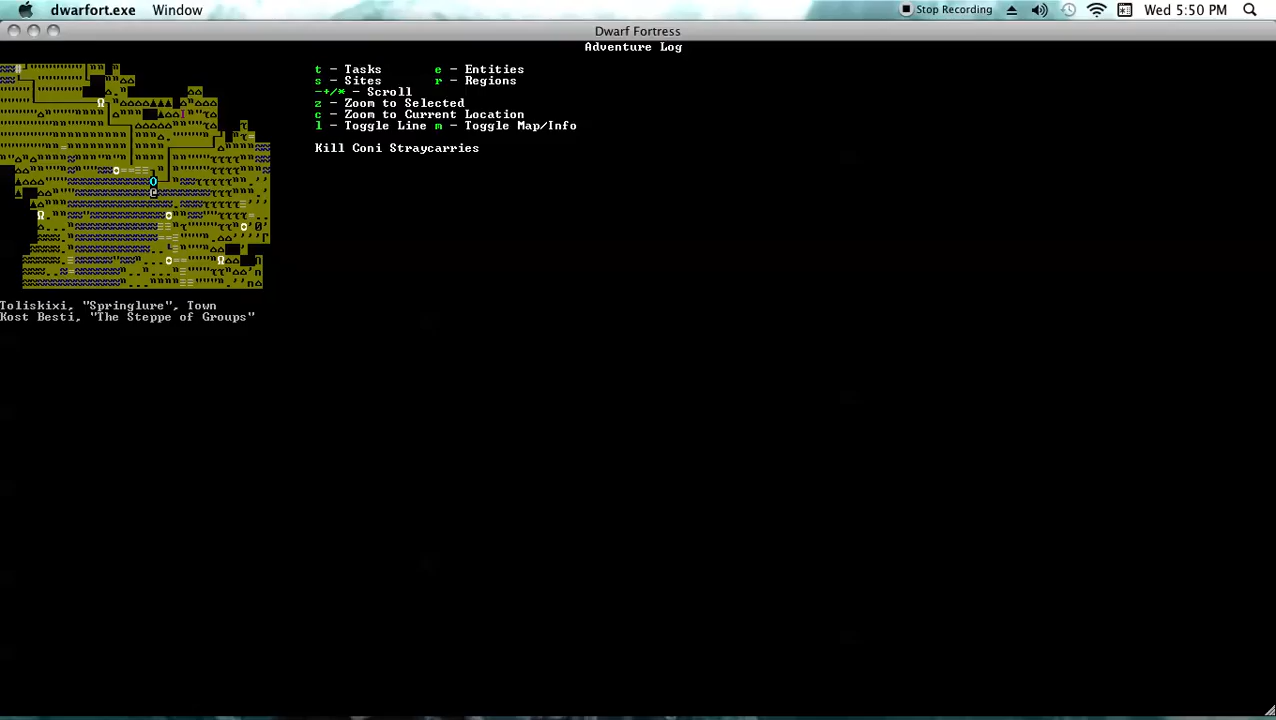 dwarfort.exe Window Stop Recording Wed 5:50 PM
Dwarf Fortress
Adventure Log
t - Tasks e - Entities
s - Sites r - Regions
-+/* - Scroll
z - Zoom to Selected
c - Zoom to Current Location
l - Toggle Line m - Toggle Map/Info
Kill Coni Straycarries
Toliskixi, "Springlure", Town
Kost Besti, "The Steppe of Groups"